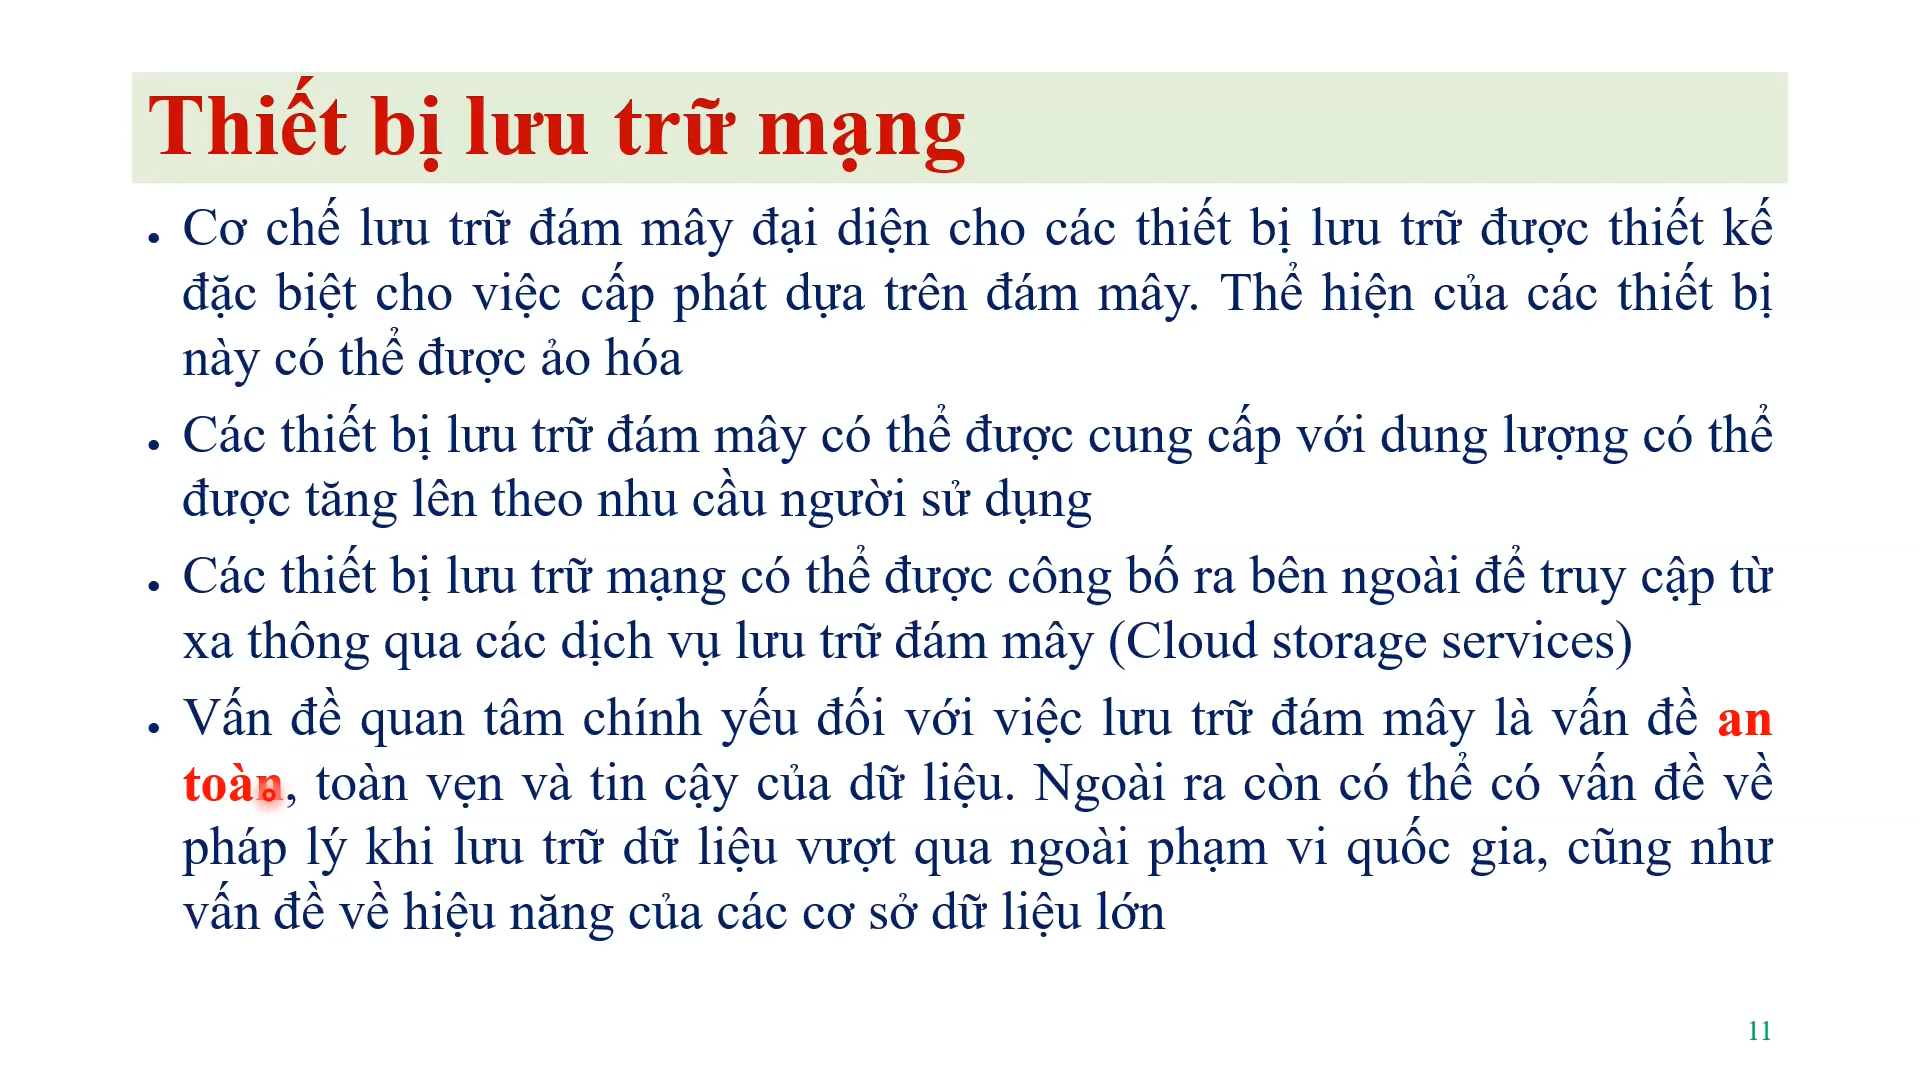 Thiết bị lưu trữ mạng
• Cơ chế lưu trữ đám mây đại diện cho các thiết bị lưu trữ được thiết kế
đặc biệt cho việc cấp phát dựa trên đám mây. Thể hiện của các thiết bị
này có thể được ảo hóa
• Các thiết bị lưu trữ đám mây có thể được cung cấp với dung lượng có thể
được tăng lên theo nhu cầu người sử dụng
• Các thiết bị lưu trữ mạng có thể được công bố ra bên ngoài để truy cập từ
xa thông qua các dịch vụ lưu trữ đám mây (Cloud storage services)
• Vấn đề quan tâm chính yếu đối với việc lưu trữ đám mây là vấn đề an
toàn, toàn vẹn và tin cậy của dữ liệu. Ngoài ra còn có thể có vấn đề về
pháp lý khi lưu trữ dữ liệu vượt qua ngoài phạm vi quốc gia, cũng như
vấn đề về hiệu năng của các cơ sở dữ liệu lớn
11